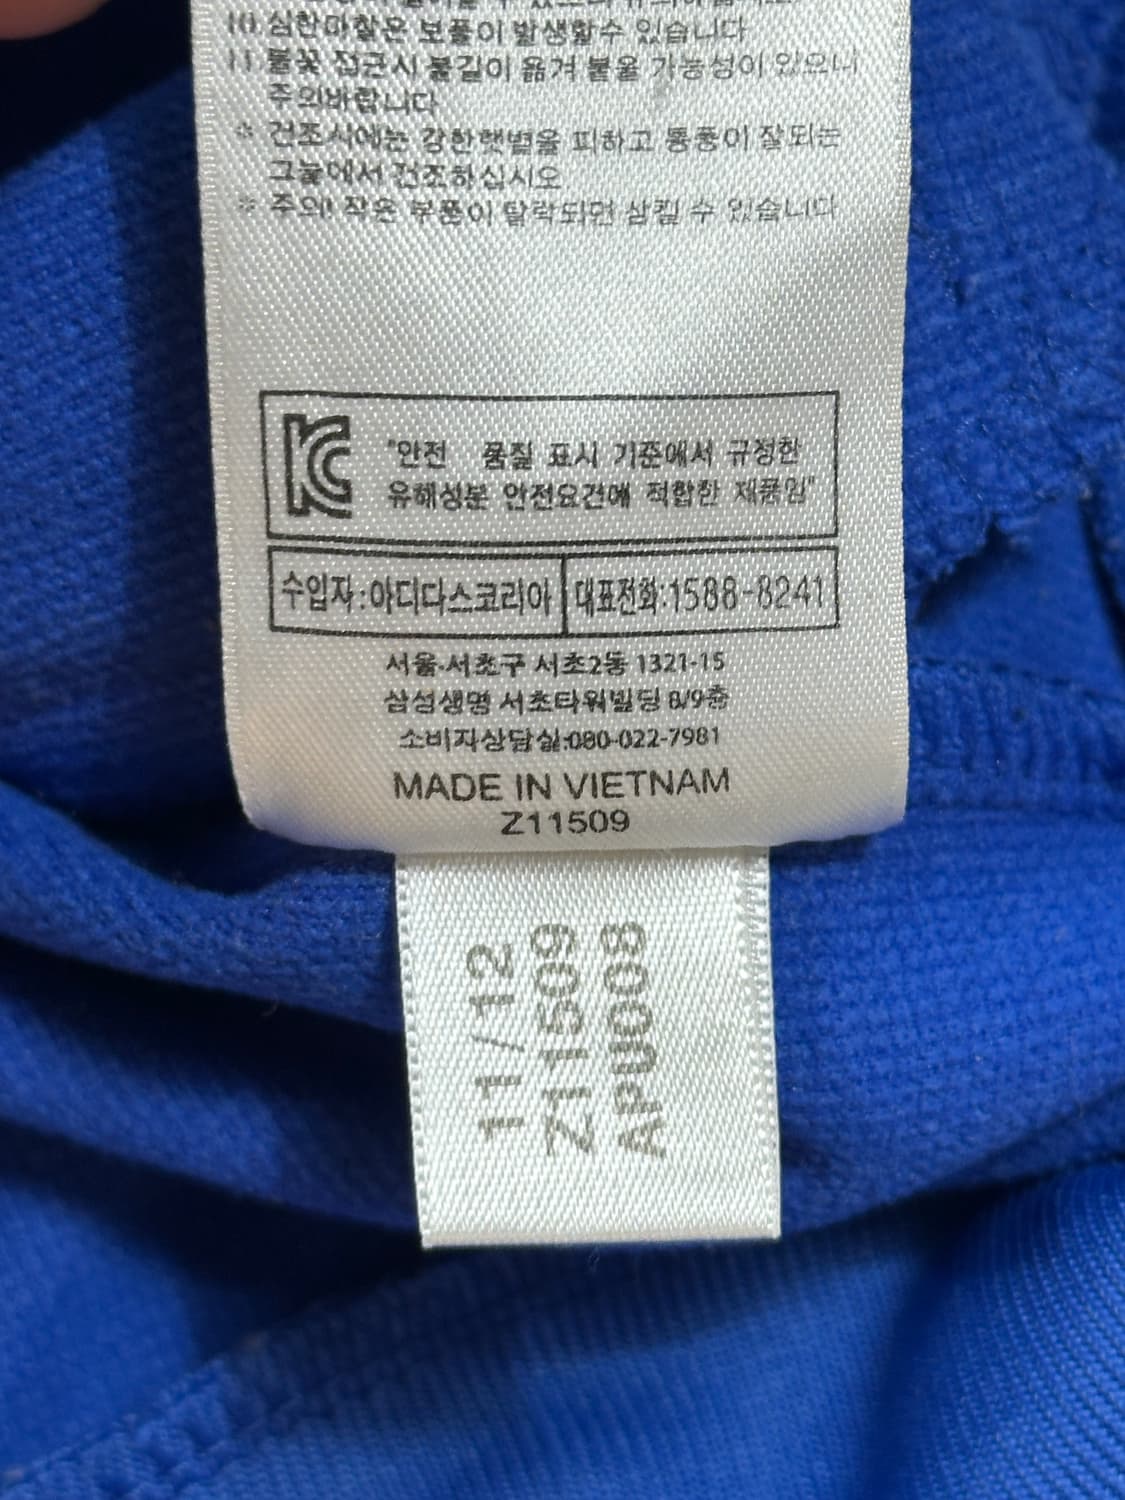 10 심한마찰은 보풀이 발생할수 있습니다
11 불꽃 접근시 불길이 옮겨 붙을 가능성이 있으니
주의바랍니다
※ 건조시에는 강한햇볕을 피하고 통풍이 잘되는
그늘에서 건조하십시오
※ 주의! 작은 부품이 탈락되면 삼킬 수 있습니다
"안전 품질 표시 기준에서 규정한
유해성분 안전요건에 적합한 제품임"
수입자:아디다스코리아 대표전화:1588-8241
서울.서초구 서초2동 1321-15
삼성생명 서초타워빌딩 8/9층
소비자상담실:080-022-7981
MADE IN VIETNAM
Z11509
11/12
Z11509
APU008